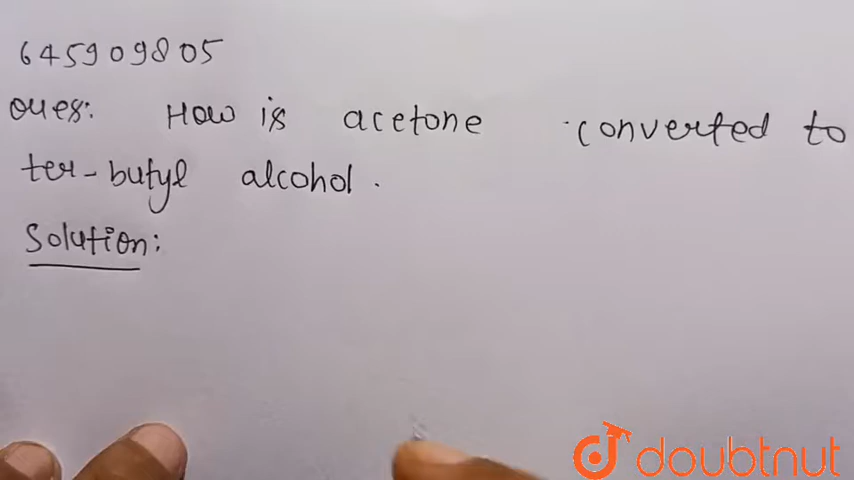 645909805
Ques: How is acetone converted to
ter-butyl alcohol.
Solution:
doubtnut